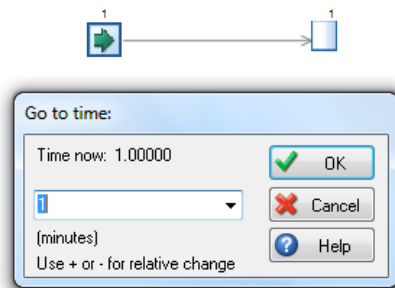 1 1
Go to time:
Time now: 1.00000
OK
1
Cancel
(minutes)
Help
Use + or - for relative change